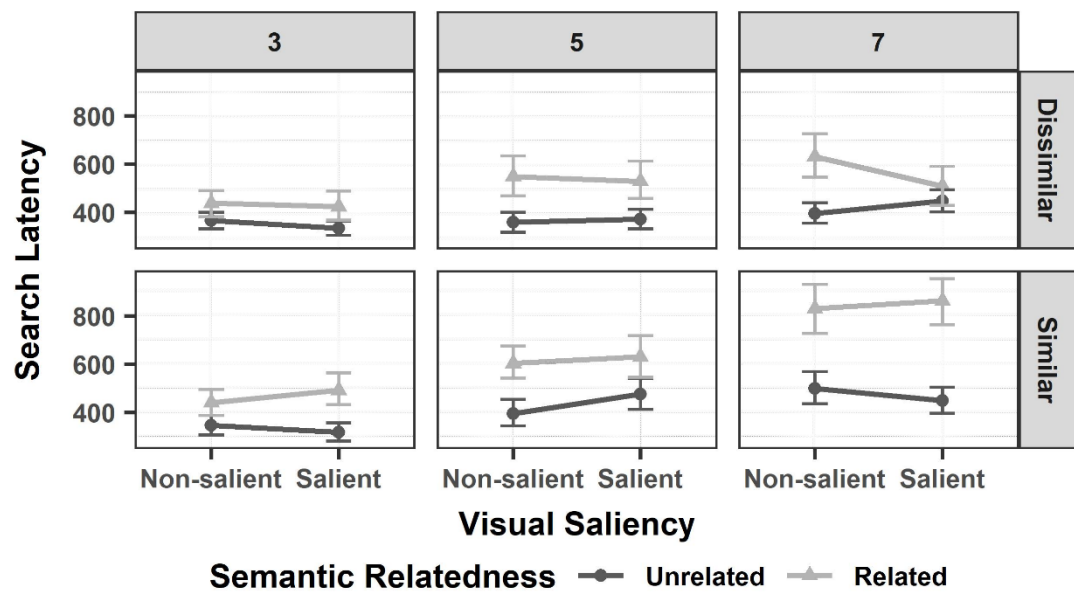 3 5 7
800
600
400
Dissimilar
800
600
400
Similar
Search Latency
Non-salient Salient Non-salient Salient Non-salient Salient
Visual Saliency
Semantic Relatedness Unrelated Related